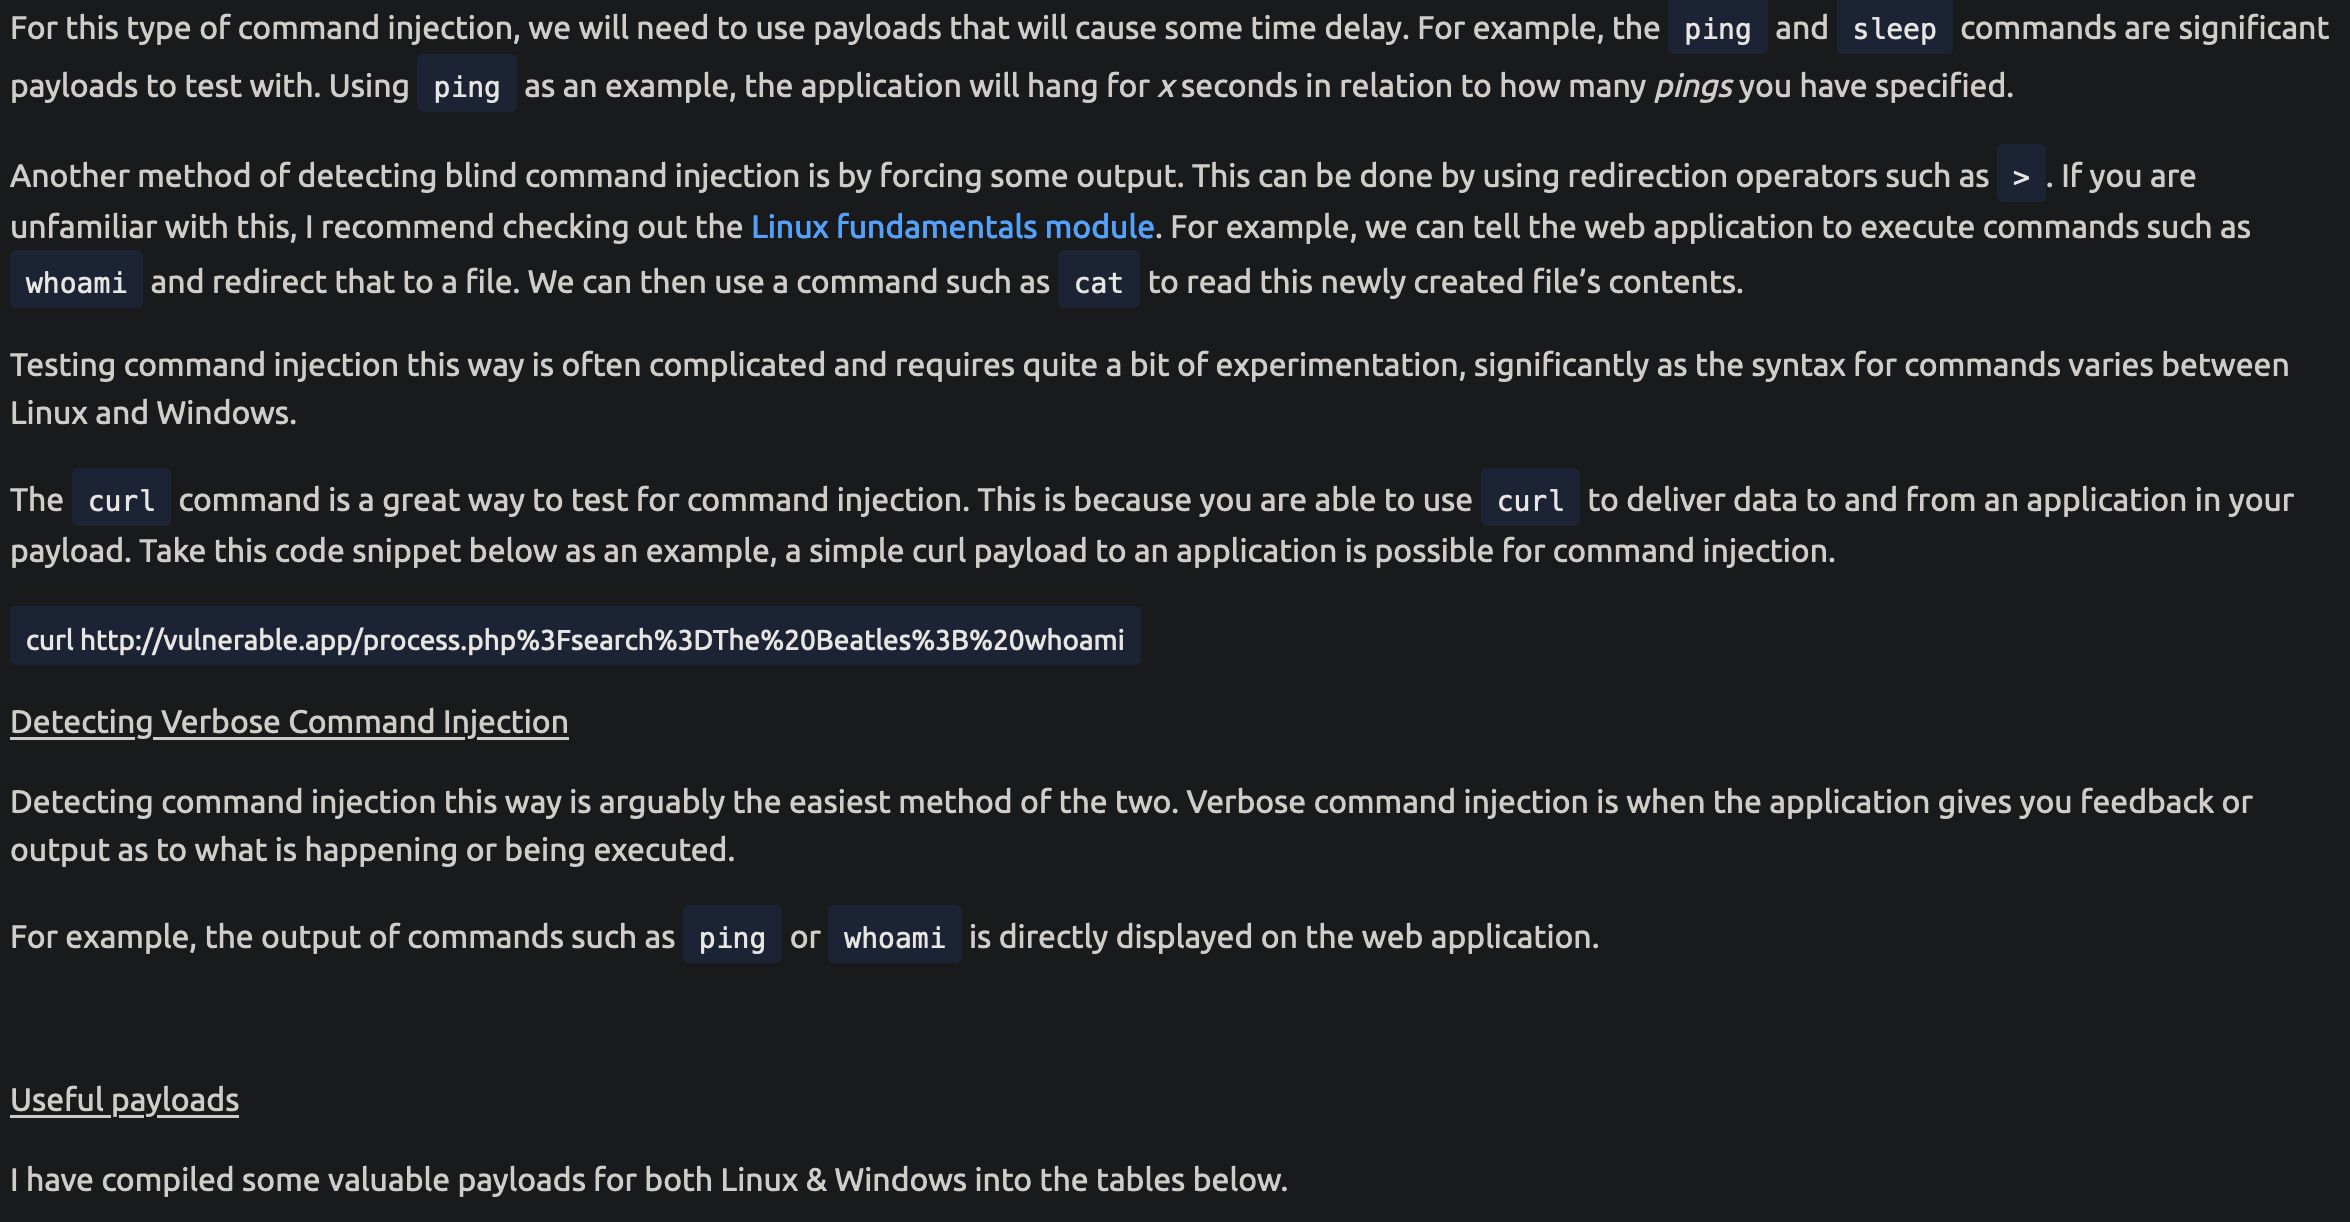 For this type of command injection, we will need to use payloads that will cause some time delay. For example, the ping and sleep commands are significant
payloads to test with. Using ping as an example, the application will hang for x seconds in relation to how many pings you have specified.
Another method of detecting blind command injection is by forcing some output. This can be done by using redirection operators such as > . If you are
unfamiliar with this, I recommend checking out the Linux fundamentals module. For example, we can tell the web application to execute commands such as
whoami and redirect that to a file. We can then use a command such as cat to read this newly created file’s contents.
Testing command injection this way is often complicated and requires quite a bit of experimentation, significantly as the syntax for commands varies between
Linux and Windows.
The curl command is a great way to test for command injection. This is because you are able to use curl to deliver data to and from an application in your
payload. Take this code snippet below as an example, a simple curl payload to an application is possible for command injection.
curl http://vulnerable.app/process.php%3Fsearch%3DThe%20Beatles%3B%20whoami
Detecting Verbose Command Injection
Detecting command injection this way is arguably the easiest method of the two. Verbose command injection is when the application gives you feedback or
output as to what is happening or being executed.
For example, the output of commands such as ping or whoami is directly displayed on the web application.
Useful payloads
I have compiled some valuable payloads for both Linux & Windows into the tables below.